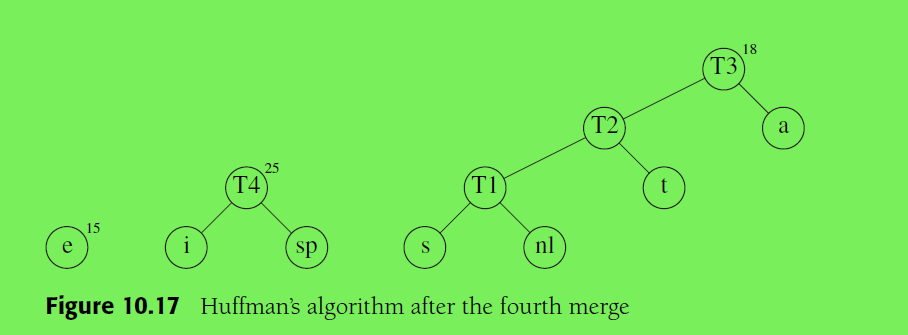 T3 18
T2 a
T4 25 T1 t
e 15 i sp s nl
Figure 10.17 Huffman's algorithm after the fourth merge